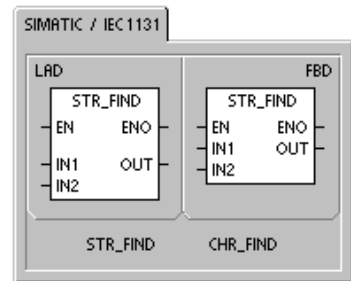 SIMATIC / IEC1131
LAD FBD
STR_FIND STR_FIND
EN ENO EN ENO
IN1 OUT IN1 OUT
IN2 IN2
STR_FIND CHR_FIND